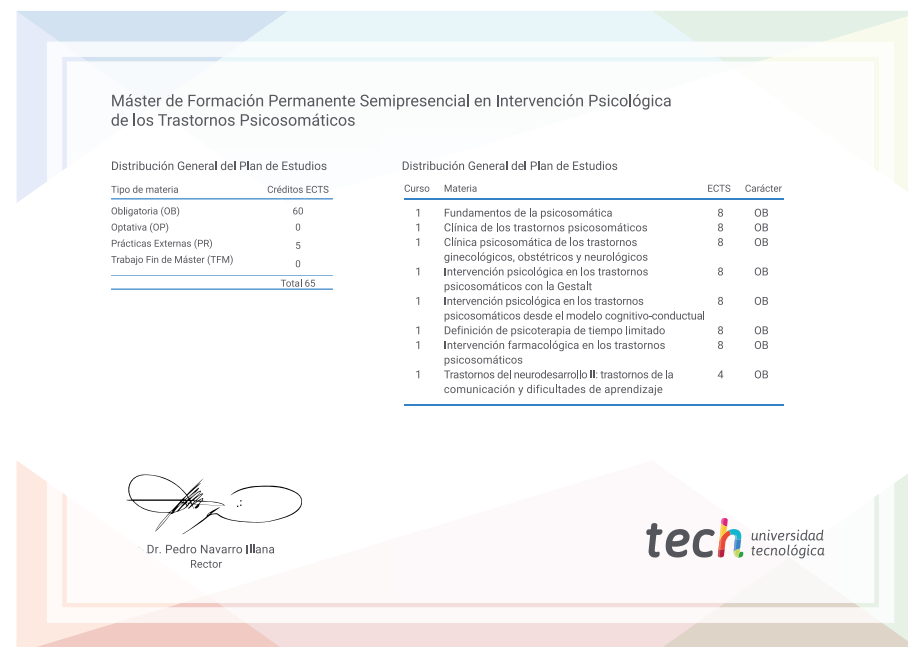 Máster de Formación Permanente Semipresencial en Intervención Psicológica
de los Trastornos Psicosomáticos
Distribución General del Plan de Estudios
Tipo de materia Créditos ECTS
Obligatoria (OB) 60
Optativa (OP) 0
Prácticas Externas (PR) 5
Trabajo Fin de Máster (TFM) 0
Total 65
Distribución General del Plan de Estudios
Curso Materia ECTS Carácter
1 Fundamentos de la psicosomática 8 OB
1 Clínica de los trastornos psicosomáticos 8 OB
1 Clínica psicosomática de los trastornos 8 OB
ginecológicos, obstétricos y neurológicos
1 Intervención psicológica en los trastornos 8 OB
psicosomáticos con la Gestalt
1 Intervención psicológica en los trastornos 8 OB
psicosomáticos desde el modelo cognitivo-conductual
1 Definición de psicoterapia de tiempo limitado 8 OB
1 Intervención farmacológica en los trastornos 8 OB
psicosomáticos
1 Trastornos del neurodesarrollo II: trastornos de la 4 OB
comunicación y dificultades de aprendizaje
Dr. Pedro Navarro Illana
Rector
tech universidad
tecnológica